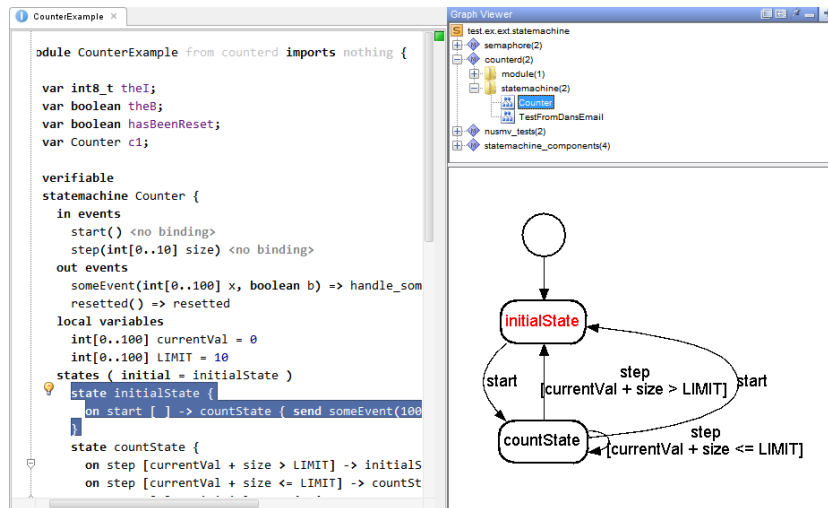 CounterExample
odule CounterExample from counterd imports nothing {
var int8_t theI;
var boolean theB;
var boolean hasBeenReset;
var Counter c1;
verifiable
statemachine Counter {
in events
start() <no binding>
step(int[0..10] size) <no binding>
out events
someEvent(int[0..100] x, boolean b) => handle_som
resetted() => resetted
local variables
int[0..100] currentVal = 0
int[0..100] LIMIT = 10
states ( initial = initialState )
state initialState {
on start [ ] -> countState { send someEvent(100
}
state countState {
on step [currentVal + size > LIMIT] -> initialS
on step [currentVal + size <= LIMIT] -> countSt
Graph Viewer
test.ex.ext.statemachine
semaphore(2)
counterd(2)
module(1)
statemachine(2)
Counter
TestFromDansEmail
nusmv_tests(2)
statemachine_components(4)
initialState
start
step
[currentVal + size > LIMIT]
start
countState
step
[currentVal + size <= LIMIT]